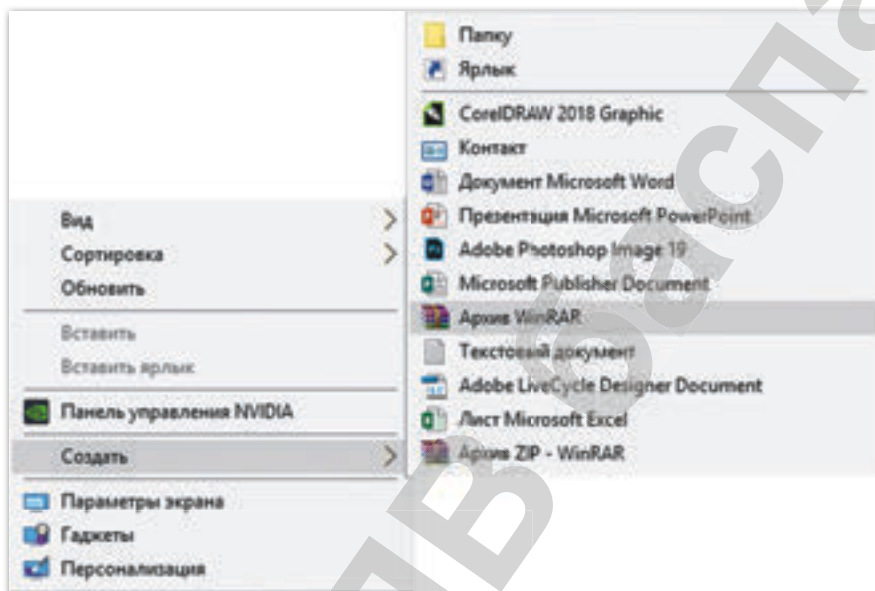 Папку
Ярлык
CorelDRAW 2018 Graphic
Контакт
Документ Microsoft Word
Презентация Microsoft PowerPoint
Adobe Photoshop Image 19
Microsoft Publisher Document
Архив WinRAR
Текстовый документ
Adobe LiveCycle Designer Document
Лист Microsoft Excel
Архив ZIP - WinRAR
Вид
Сортировка
Обновить
Вставить
Вставить ярлык
Панель управления NVIDIA
Создать
Параметры экрана
Гаджеты
Персонализация